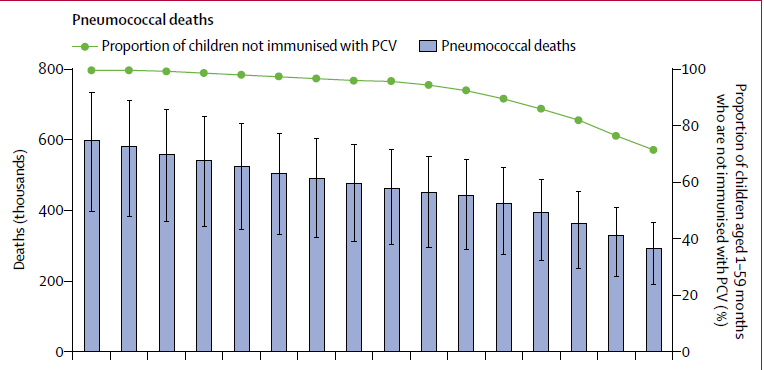 Pneumococcal deaths
Proportion of children not immunised with PCV
Pneumococcal deaths
800
600
400
200
0
Deaths (thousands)
100
80
60
40
20
0
Proportion of children aged 1–59 months
who are not immunised with PCV (%)